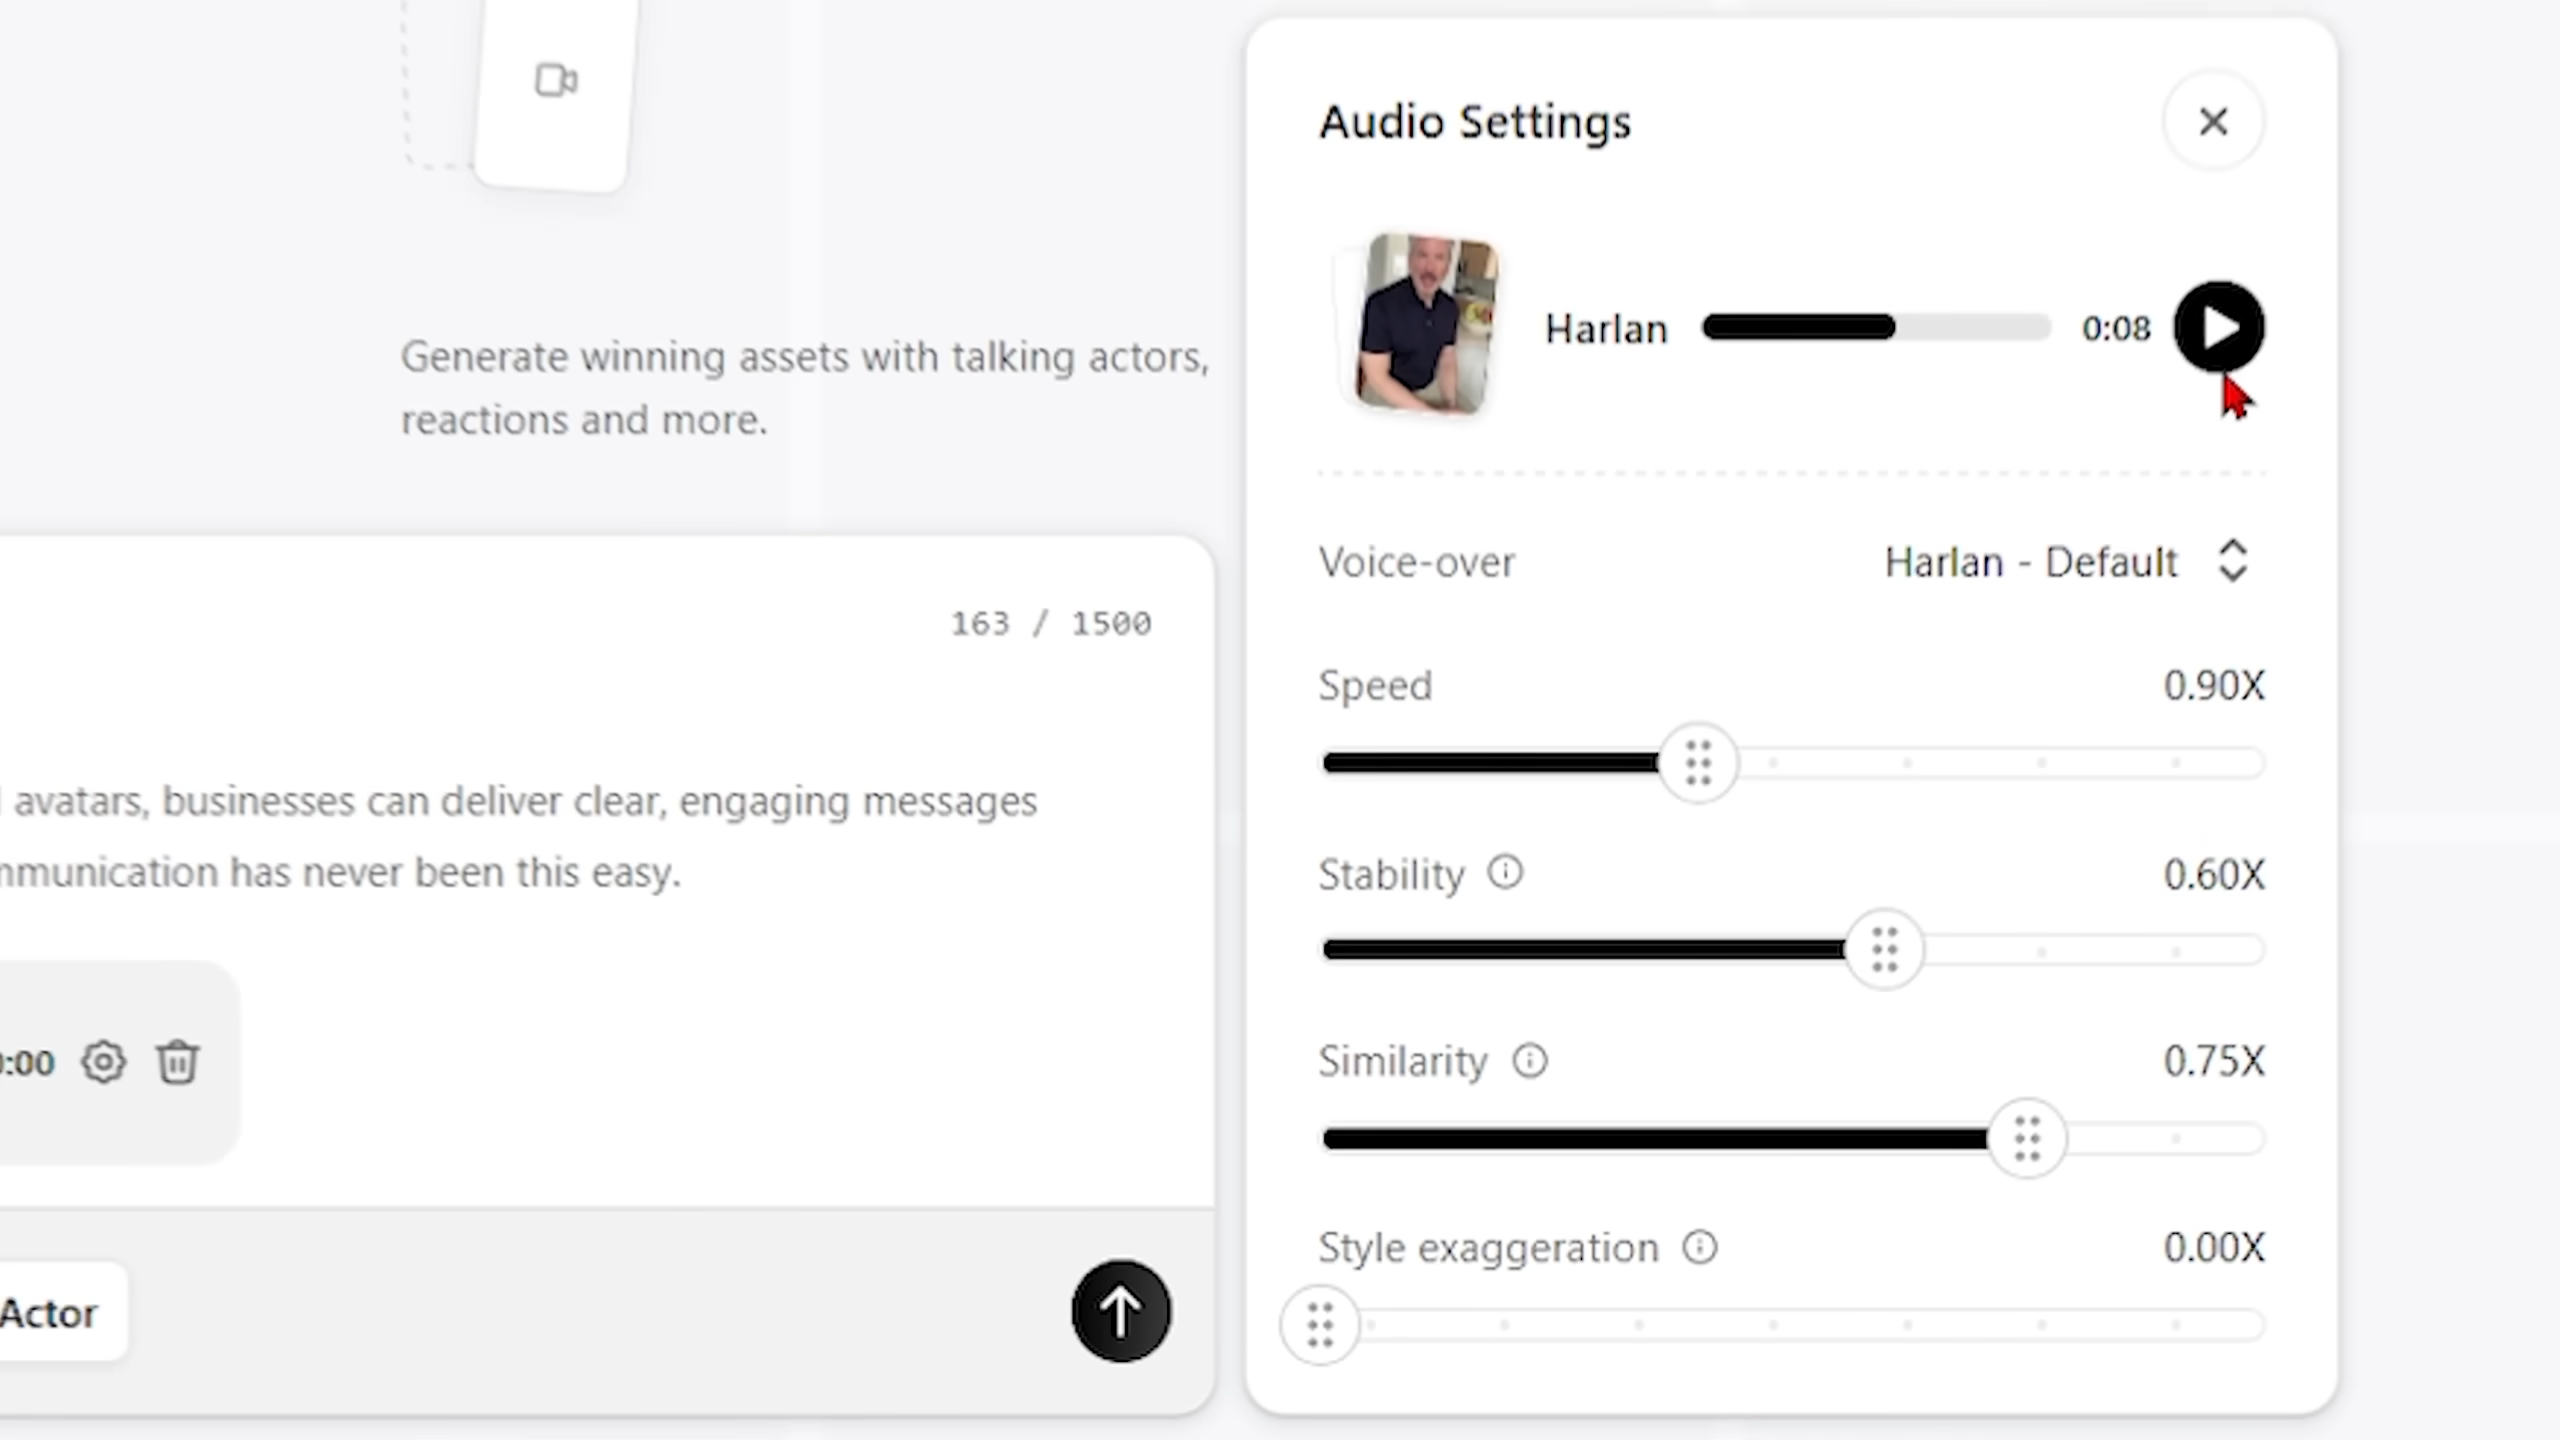 Generate winning assets with talking actors,
reactions and more.
163 / 1500
avatars, businesses can deliver clear, engaging messages
has never been this easy.
:00
Actor
Audio Settings
Harlan
0:08
Voice-over
Harlan - Default
Speed
0.90X
Stability
0.60X
Similarity
0.75X
Style exaggeration
0.00X